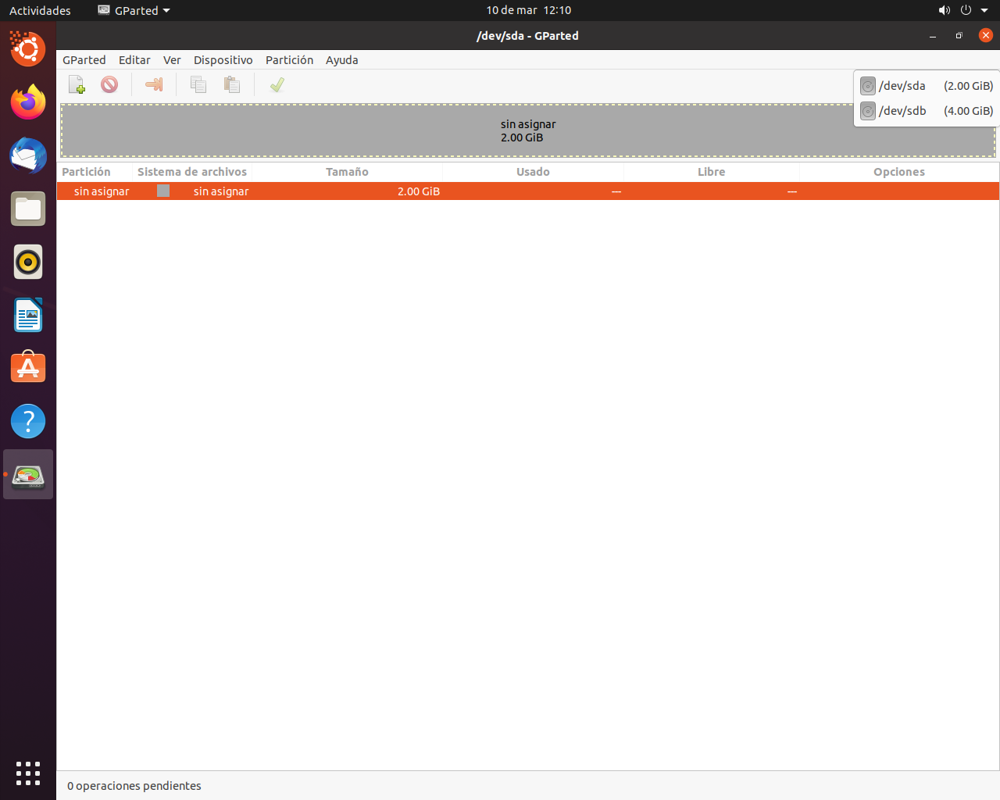 Actividades GParted 10 de mar 12:10
/dev/sda - GParted
GParted Editar Ver Dispositivo Partición Ayuda
/dev/sda (2.00 GiB)
/dev/sdb (4.00 GiB)
sin asignar
2.00 GiB
Partición Sistema de archivos Tamaño Usado Libre Opciones
sin asignar sin asignar 2.00 GiB --- ---
0 operaciones pendientes